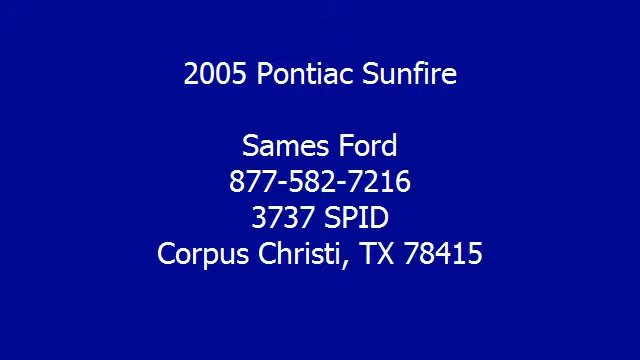 2005 Pontiac Sunfire
Sames Ford
877-582-7216
3737 SPID
Corpus Christi, TX 78415